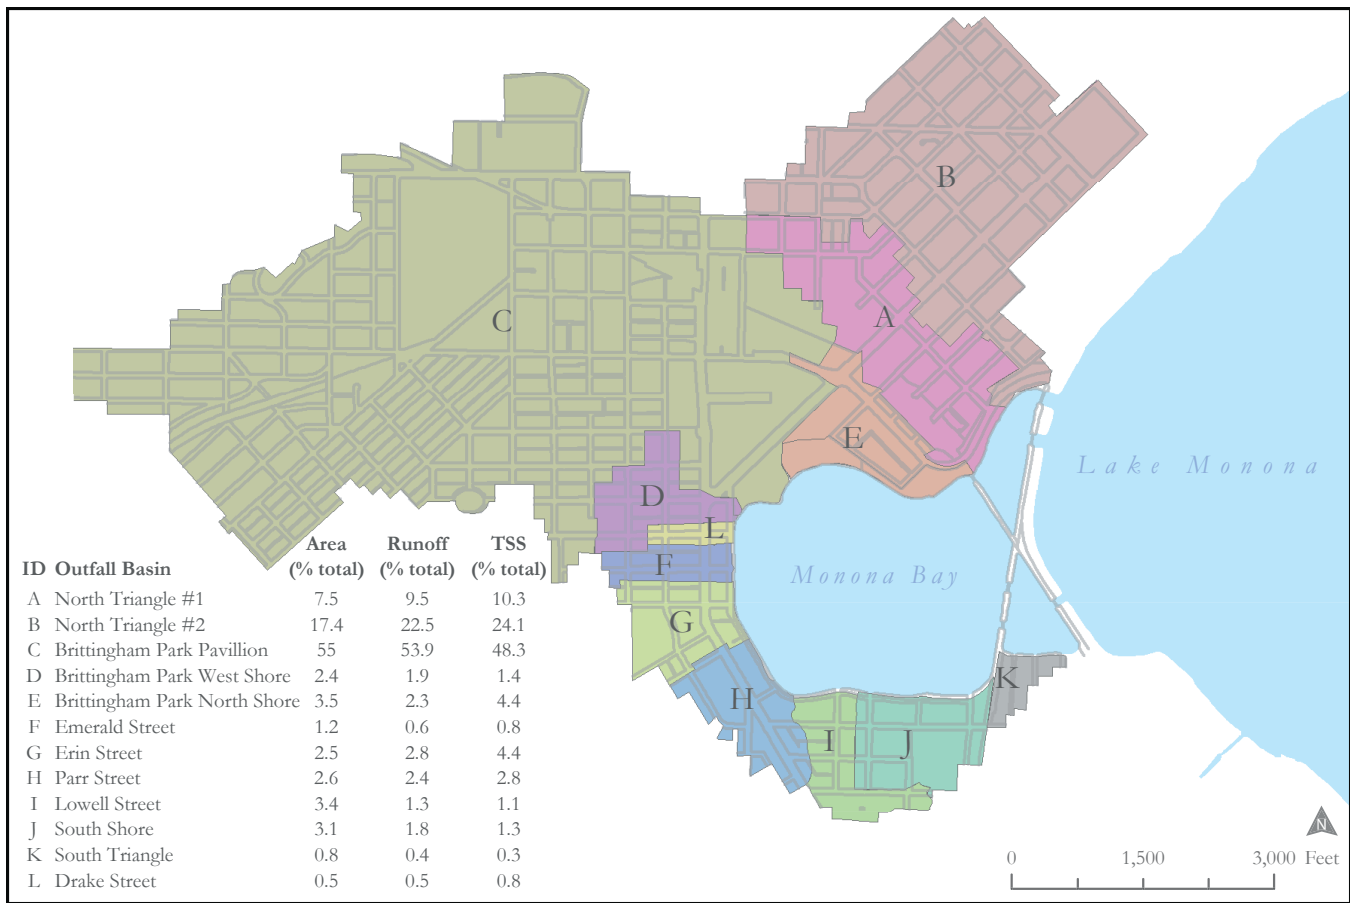 B
A
C
E
Lake Monona
D
L
F
Monona Bay
G
K
H
I
J
Area Runoff TSS
ID Outfall Basin (% total) (% total) (% total)
A North Triangle #1 7.5 9.5 10.3
B North Triangle #2 17.4 22.5 24.1
C Brittingham Park Pavillion 55 53.9 48.3
D Brittingham Park West Shore 2.4 1.9 1.4
E Brittingham Park North Shore 3.5 2.3 4.4
F Emerald Street 1.2 0.6 0.8
G Erin Street 2.5 2.8 4.4
H Parr Street 2.6 2.4 2.8
I Lowell Street 3.4 1.3 1.1
J South Shore 3.1 1.8 1.3
K South Triangle 0.8 0.4 0.3
L Drake Street 0.5 0.5 0.8
N
0 1,500 3,000 Feet